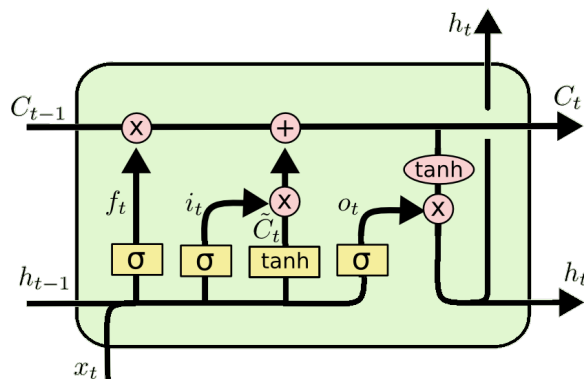 h_t
C_{t-1}
x
+
C_t
tanh
f_t
i_t
x
o_t
x
C̃_t
σ
σ
tanh
σ
h_{t-1}
h_t
x_t